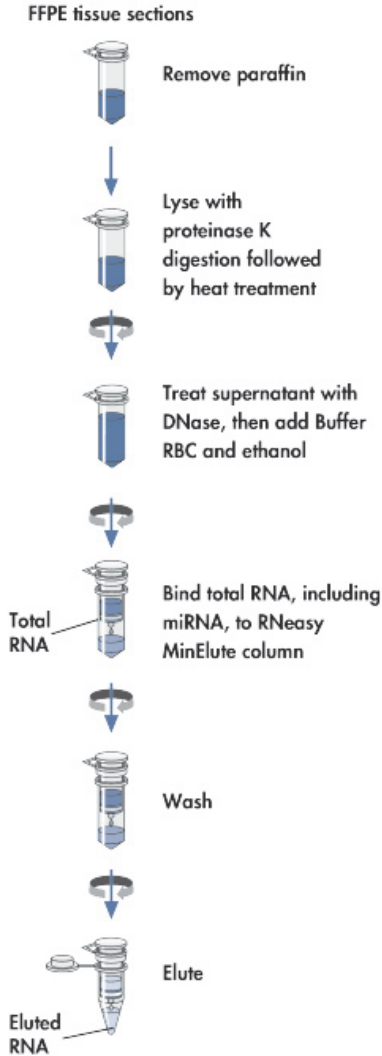 FFPE tissue sections
Remove paraffin
Lyse with
proteinase K
digestion followed
by heat treatment
Treat supernatant with
DNase, then add Buffer
RBC and ethanol
Total
RNA
Bind total RNA, including
miRNA, to RNeasy
MinElute column
Wash
Elute
Eluted
RNA